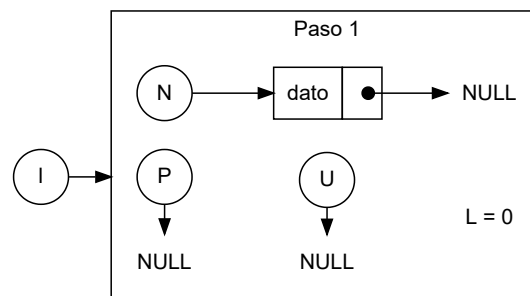 Paso 1
N dato NULL
I P U
L = 0
NULL NULL